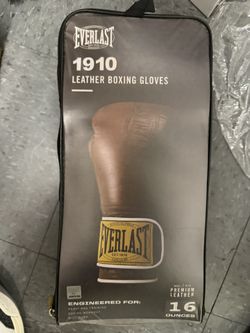 EVERLAST
1910
LEATHER BOXING GLOVES
EVERLAST
PREMIUM
LEATHER
ENGINEERED FOR:
16
OUNCES